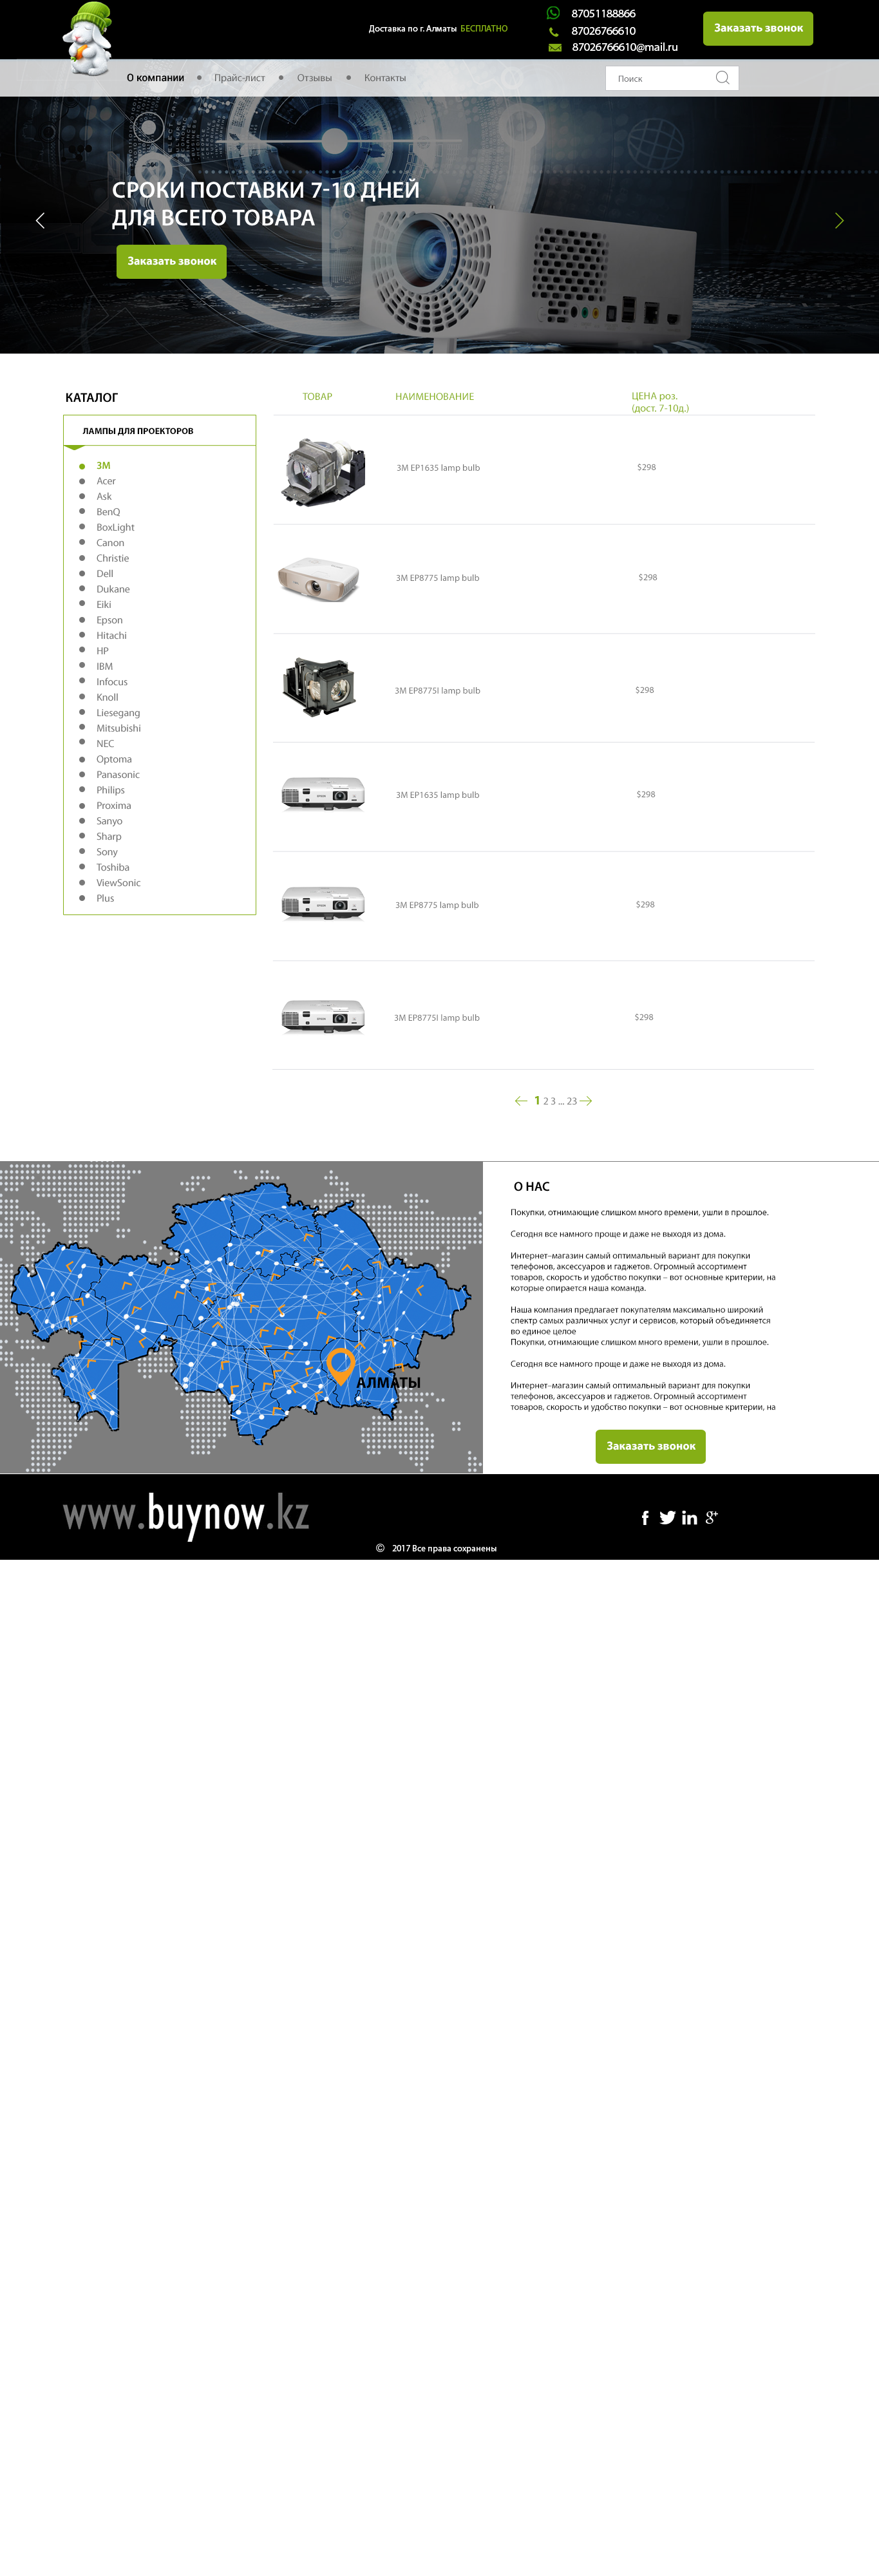 87051188866
Доставка по г. Алматы БЕСПЛАТНО
87026766610
87026766610@mail.ru
Заказать звонок
О компании
Прайс-лист
Отзывы
Контакты
Поиск
СРОКИ ПОСТАВКИ 7-10 ДНЕЙ
ДЛЯ ВСЕГО ТОВАРА
Заказать звонок
КАТАЛОГ
ЛАМПЫ ДЛЯ ПРОЕКТОРОВ
3M
Acer
Ask
BenQ
BoxLight
Canon
Christie
Dell
Dukane
Eiki
Epson
Hitachi
HP
IBM
Infocus
Knoll
Liesegang
Mitsubishi
NEC
Optoma
Panasonic
Philips
Proxima
Sanyo
Sharp
Sony
Toshiba
ViewSonic
Plus
ТОВАР
НАИМЕНОВАНИЕ
ЦЕНА роз.
(дост. 7-10д.)
3M EP1635 lamp bulb
$298
3M EP8775 lamp bulb
$298
3M EP8775I lamp bulb
$298
3M EP1635 lamp bulb
$298
3M EP8775 lamp bulb
$298
3M EP8775I lamp bulb
$298
1 2 3 ... 23
АЛМАТЫ
О НАС
Покупки, отнимающие слишком много времени, ушли в прошлое.
Сегодня все намного проще и даже не выходя из дома.
Интернет–магазин самый оптимальный вариант для покупки
телефонов, аксессуаров и гаджетов. Огромный ассортимент
товаров, скорость и удобство покупки – вот основные критерии, на
которые опирается наша команда.
Наша компания предлагает покупателям максимально широкий
спектр самых различных услуг и сервисов, который объединяется
во единое целое
Покупки, отнимающие слишком много времени, ушли в прошлое.
Сегодня все намного проще и даже не выходя из дома.
Интернет–магазин самый оптимальный вариант для покупки
телефонов, аксессуаров и гаджетов. Огромный ассортимент
товаров, скорость и удобство покупки – вот основные критерии, на
Заказать звонок
www.buynow.kz
© 2017 Все права сохранены